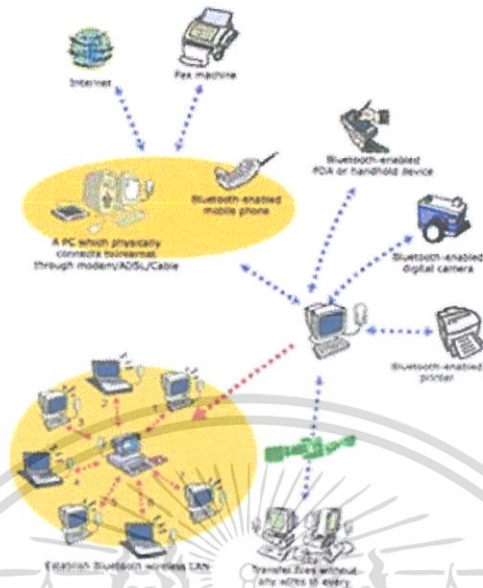 Internet
Fax machine
Bluetooth-enabled
PDA or handheld device
Bluetooth-enabled
mobile phone
A PC which physically
connects to internet
through modem/ADSL/Cable
Bluetooth-enabled
digital camera
Bluetooth-enabled
printer
Establish Bluetooth wireless LAN
Transfer files without
any wires to every